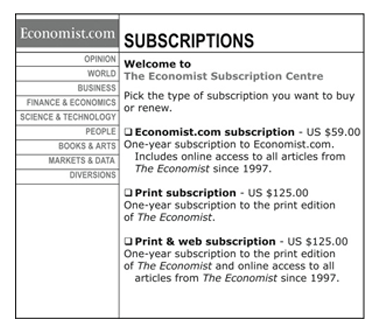 Economist.com
SUBSCRIPTIONS
OPINION
WORLD
BUSINESS
FINANCE & ECONOMICS
SCIENCE & TECHNOLOGY
PEOPLE
BOOKS & ARTS
MARKETS & DATA
DIVERSIONS
Welcome to
The Economist Subscription Centre
Pick the type of subscription you want to buy
or renew.
❑ Economist.com subscription - US $59.00
One-year subscription to Economist.com.
Includes online access to all articles from
The Economist since 1997.
❑ Print subscription - US $125.00
One-year subscription to the print edition
of The Economist.
❑ Print & web subscription - US $125.00
One-year subscription to the print edition
of The Economist and online access to all
articles from The Economist since 1997.